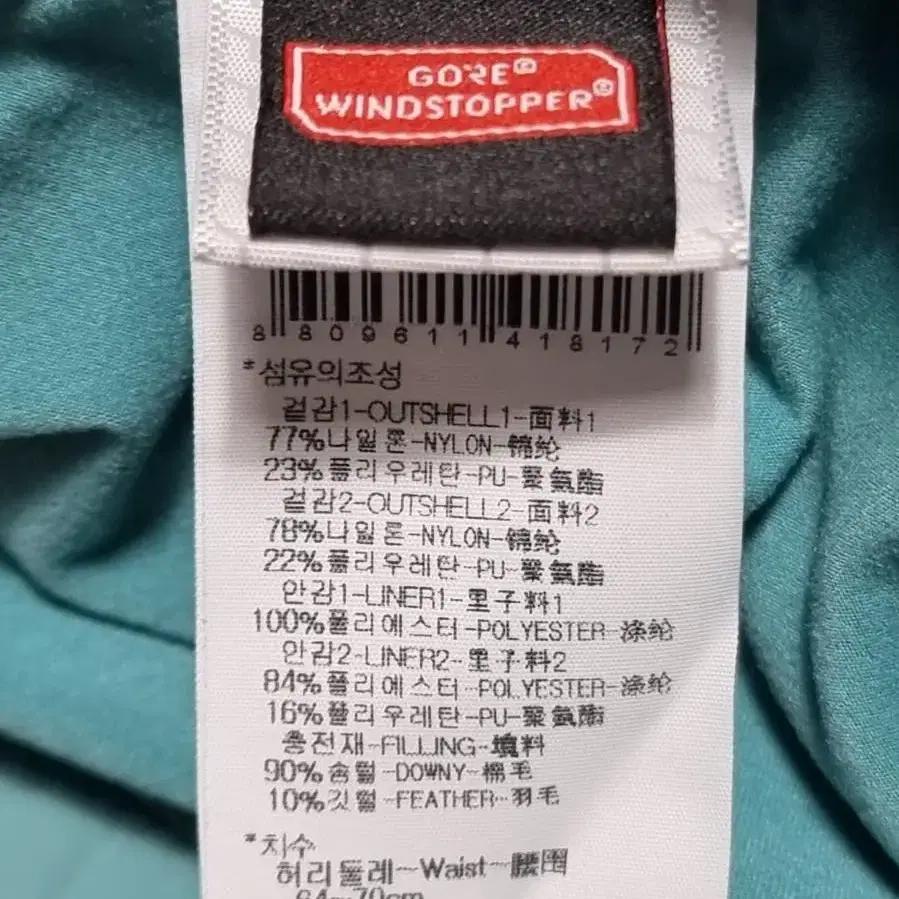 GORE®
WINDSTOPPER®
8 809611 418172
*섬유의조성
겉감1-OUTSHELL1-面料1
77%나일론-NYLON-锦纶
23%폴리우레탄-PU-聚氨酯
겉감2-OUTSHELL2-面料2
78%나일론-NYLON-锦纶
22%폴리우레탄-PU-聚氨酯
안감1-LINER1-里子料1
100%폴리에스터-POLYESTER-涤纶
안감2-LINER2-里子料2
84%폴리에스터-POLYESTER-涤纶
16%폴리우레탄-PU-聚氨酯
충전재-FILLING-填料
90%솜털-DOWNY-棉毛
10%깃털-FEATHER-羽毛
*치수
허리둘레-Waist-腰围
64~70cm